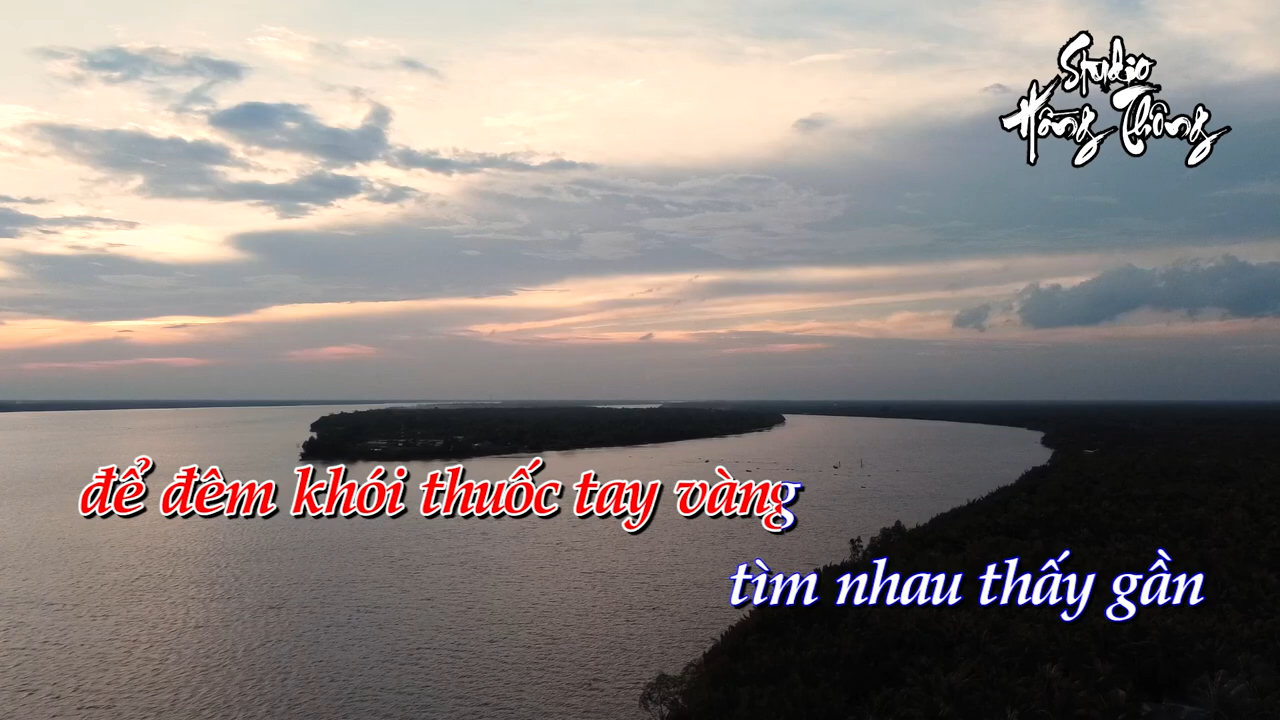 Studio
Hồng Thông
để đêm khói thuốc tay vàng
tìm nhau thấy gần